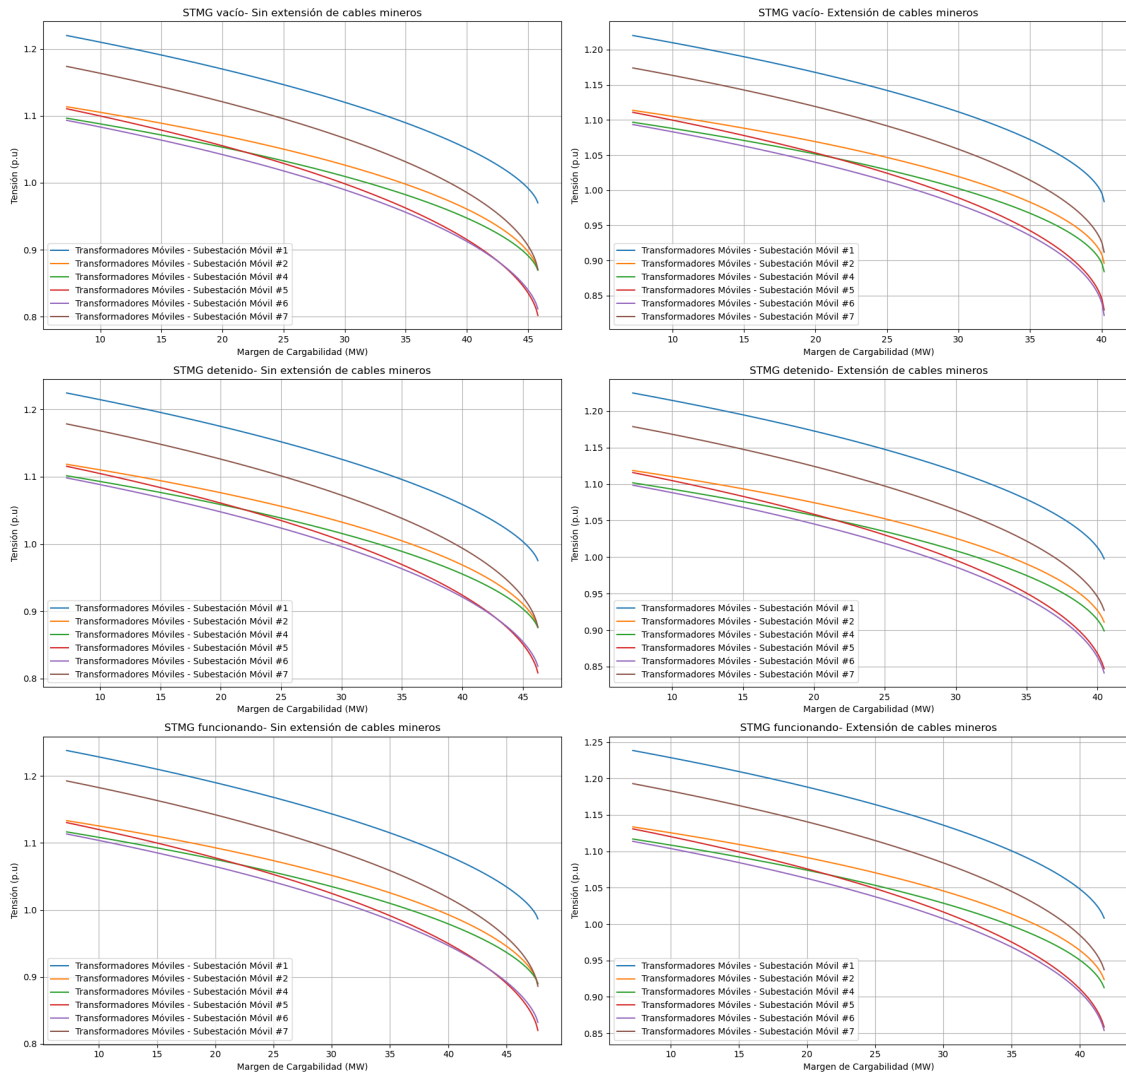 STMG vacío- Sin extensión de cables mineros
1.2
1.1
1.0
0.9
0.8
Tensión (p.u)
Transformadores Móviles - Subestación Móvil #1
Transformadores Móviles - Subestación Móvil #2
Transformadores Móviles - Subestación Móvil #4
Transformadores Móviles - Subestación Móvil #5
Transformadores Móviles - Subestación Móvil #6
Transformadores Móviles - Subestación Móvil #7
5 10 15 20 25 30 35 40 45
Margen de Cargabilidad (MW)
STMG vacío- Extensión de cables mineros
1.20
1.15
1.10
1.05
1.00
0.95
0.90
0.85
Tensión (p.u)
Transformadores Móviles - Subestación Móvil #1
Transformadores Móviles - Subestación Móvil #2
Transformadores Móviles - Subestación Móvil #4
Transformadores Móviles - Subestación Móvil #5
Transformadores Móviles - Subestación Móvil #6
Transformadores Móviles - Subestación Móvil #7
10 15 20 25 30 35 40
Margen de Cargabilidad (MW)
STMG detenido- Sin extensión de cables mineros
1.2
1.1
1.0
0.9
0.8
Tensión (p.u)
Transformadores Móviles - Subestación Móvil #1
Transformadores Móviles - Subestación Móvil #2
Transformadores Móviles - Subestación Móvil #4
Transformadores Móviles - Subestación Móvil #5
Transformadores Móviles - Subestación Móvil #6
Transformadores Móviles - Subestación Móvil #7
10 15 20 25 30 35 40 45
Margen de Cargabilidad (MW)
STMG detenido- Extensión de cables mineros
1.20
1.15
1.10
1.05
1.00
0.95
0.90
0.85
Tensión (p.u)
Transformadores Móviles - Subestación Móvil #1
Transformadores Móviles - Subestación Móvil #2
Transformadores Móviles - Subestación Móvil #4
Transformadores Móviles - Subestación Móvil #5
Transformadores Móviles - Subestación Móvil #6
Transformadores Móviles - Subestación Móvil #7
10 15 20 25 30 35 40
Margen de Cargabilidad (MW)
STMG funcionando- Sin extensión de cables mineros
1.2
1.1
1.0
0.9
0.8
Tensión (p.u)
Transformadores Móviles - Subestación Móvil #1
Transformadores Móviles - Subestación Móvil #2
Transformadores Móviles - Subestación Móvil #4
Transformadores Móviles - Subestación Móvil #5
Transformadores Móviles - Subestación Móvil #6
Transformadores Móviles - Subestación Móvil #7
10 15 20 25 30 35 40 45
Margen de Cargabilidad (MW)
STMG funcionando- Extensión de cables mineros
1.25
1.20
1.15
1.10
1.05
1.00
0.95
0.90
0.85
Tensión (p.u)
Transformadores Móviles - Subestación Móvil #1
Transformadores Móviles - Subestación Móvil #2
Transformadores Móviles - Subestación Móvil #4
Transformadores Móviles - Subestación Móvil #5
Transformadores Móviles - Subestación Móvil #6
Transformadores Móviles - Subestación Móvil #7
10 15 20 25 30 35 40
Margen de Cargabilidad (MW)